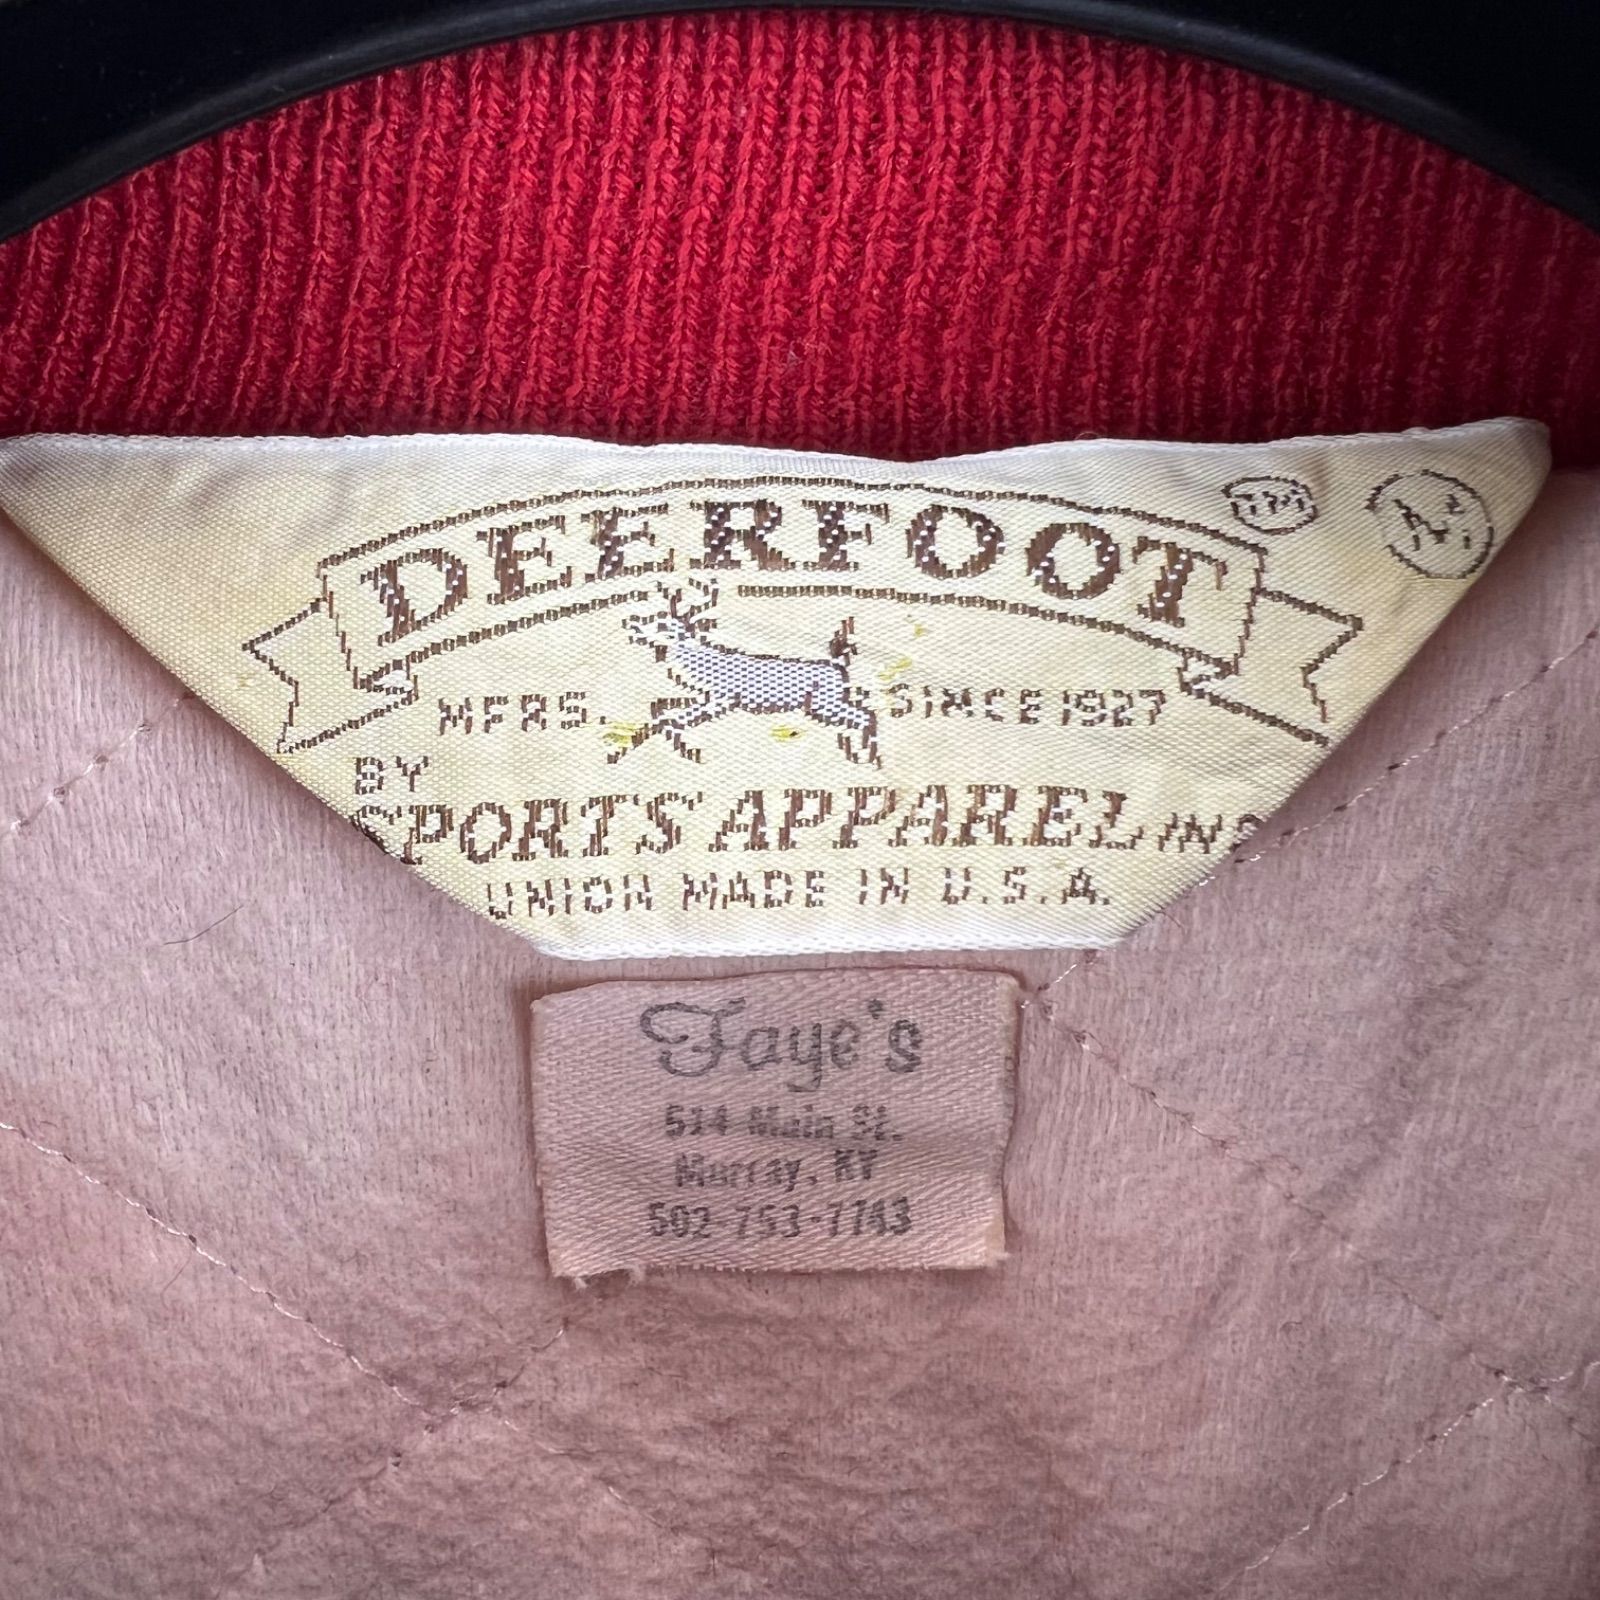 DEERFOOT TM
MFRS. SINCE 1927
BY
SPORTS APPAREL INC
UNION MADE IN U.S.A.
Faye's
514 Main St.
Murray, KY
502-753-7743